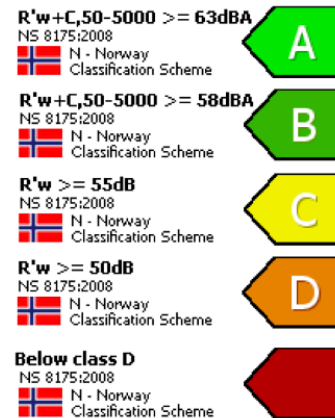 R'w+C,50-5000 >= 63dBA
NS 8175:2008
N - Norway
Classification Scheme
A
R'w+C,50-5000 >= 58dBA
NS 8175:2008
N - Norway
Classification Scheme
B
R'w >= 55dB
NS 8175:2008
N - Norway
Classification Scheme
C
R'w >= 50dB
NS 8175:2008
N - Norway
Classification Scheme
D
Below class D
NS 8175:2008
N - Norway
Classification Scheme